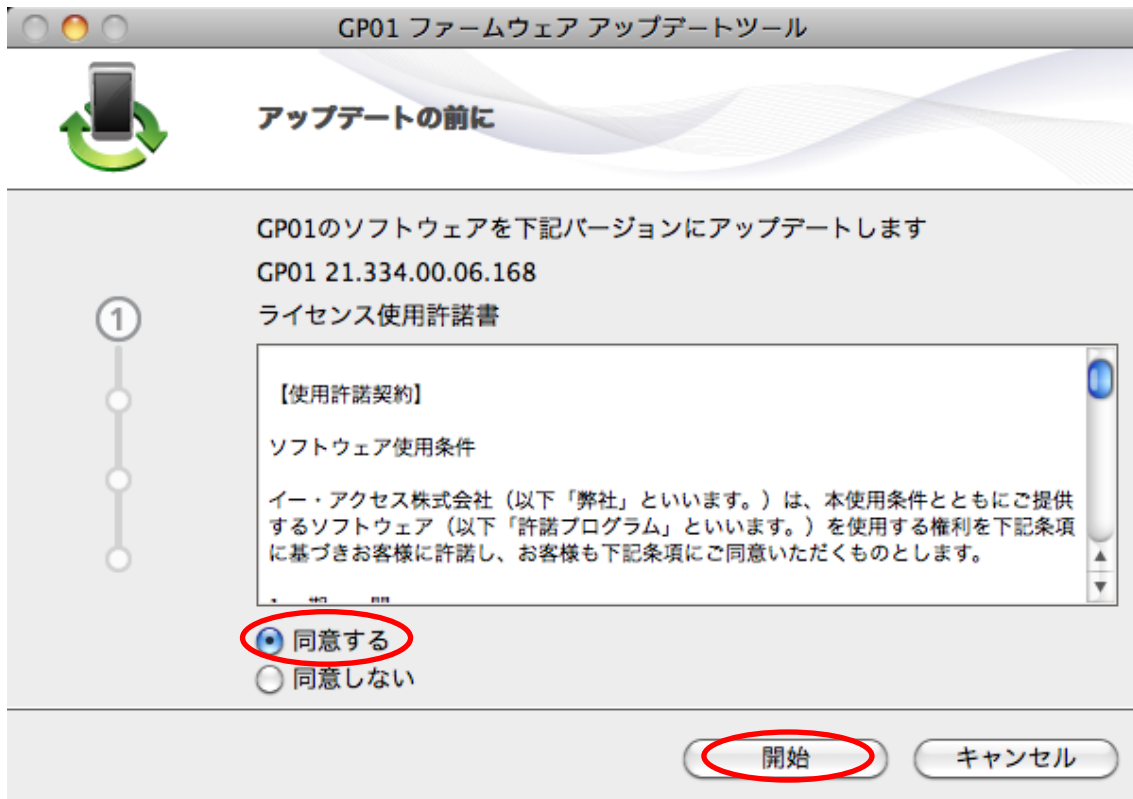 GP01 ファームウェア アップデートツール
アップデートの前に
GP01のソフトウェアを下記バージョンにアップデートします
GP01 21.334.00.06.168
ライセンス使用許諾書
1
【使用許諾契約】
ソフトウェア使用条件
イー・アクセス株式会社（以下「弊社」といいます。）は、本使用条件とともにご提供
するソフトウェア（以下「許諾プログラム」といいます。）を使用する権利を下記条項
に基づきお客様に許諾し、お客様も下記条項にご同意いただくものとします。
同意する
同意しない
開始
キャンセル